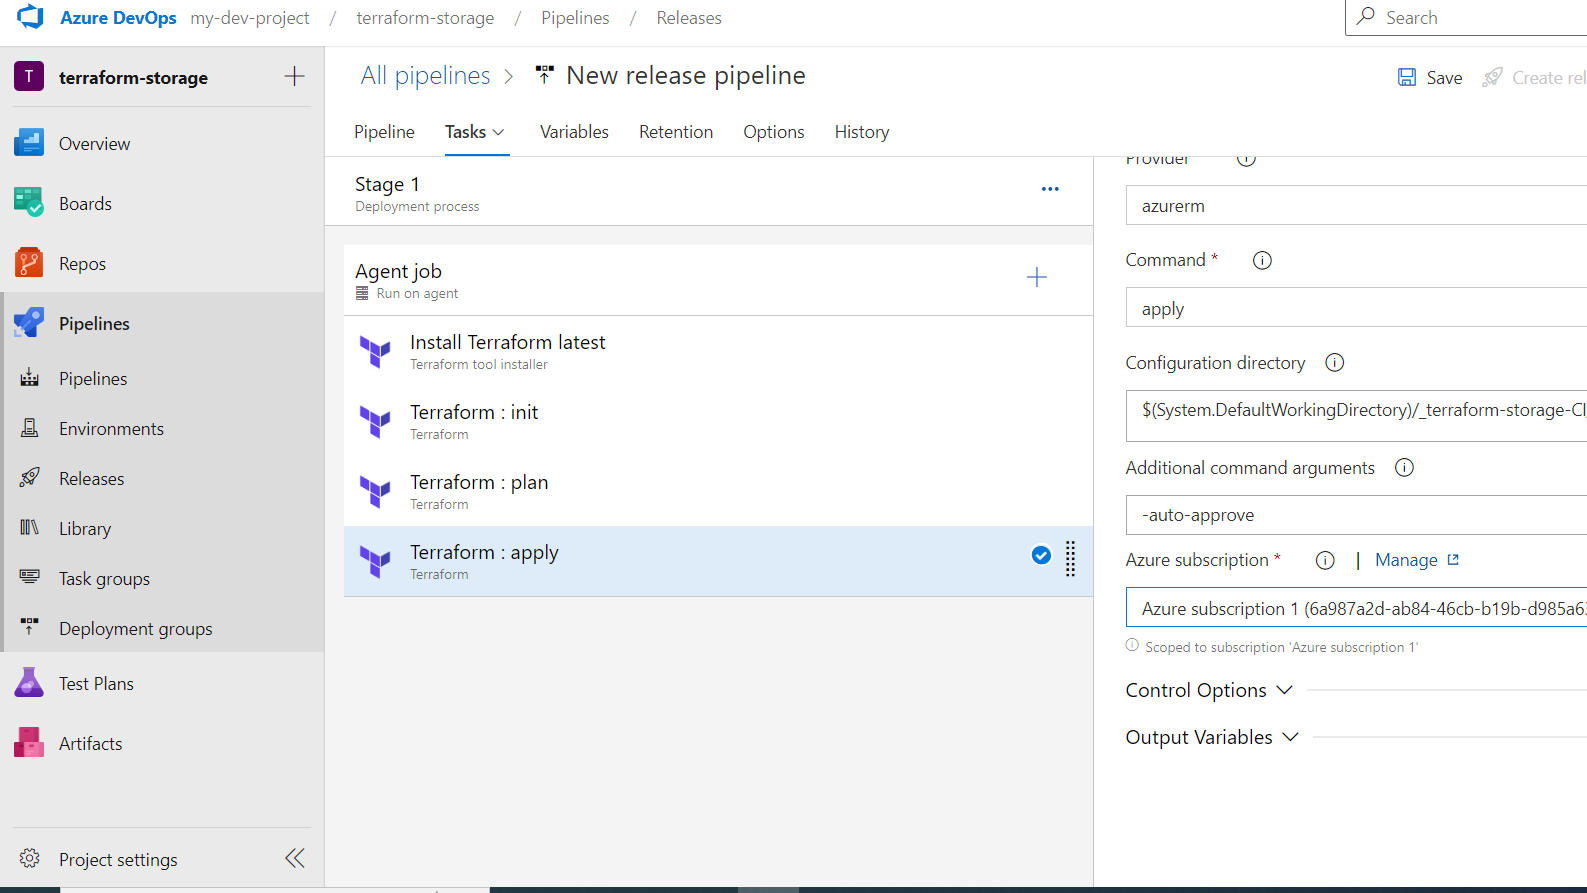 Azure DevOps my-dev-project / terraform-storage / Pipelines / Releases
Search
T terraform-storage
Overview
Boards
Repos
Pipelines
Pipelines
Environments
Releases
Library
Task groups
Deployment groups
Test Plans
Artifacts
Project settings
All pipelines > New release pipeline
Save Create rel
Pipeline Tasks Variables Retention Options History
Stage 1
Deployment process
Agent job
Run on agent
Install Terraform latest
Terraform tool installer
Terraform : init
Terraform
Terraform : plan
Terraform
Terraform : apply
Terraform
Provider
azurerm
Command *
apply
Configuration directory
$(System.DefaultWorkingDirectory)/_terraform-storage-CI
Additional command arguments
-auto-approve
Azure subscription * | Manage
Azure subscription 1 (6a987a2d-ab84-46cb-b19b-d985a63
Scoped to subscription 'Azure subscription 1'
Control Options
Output Variables